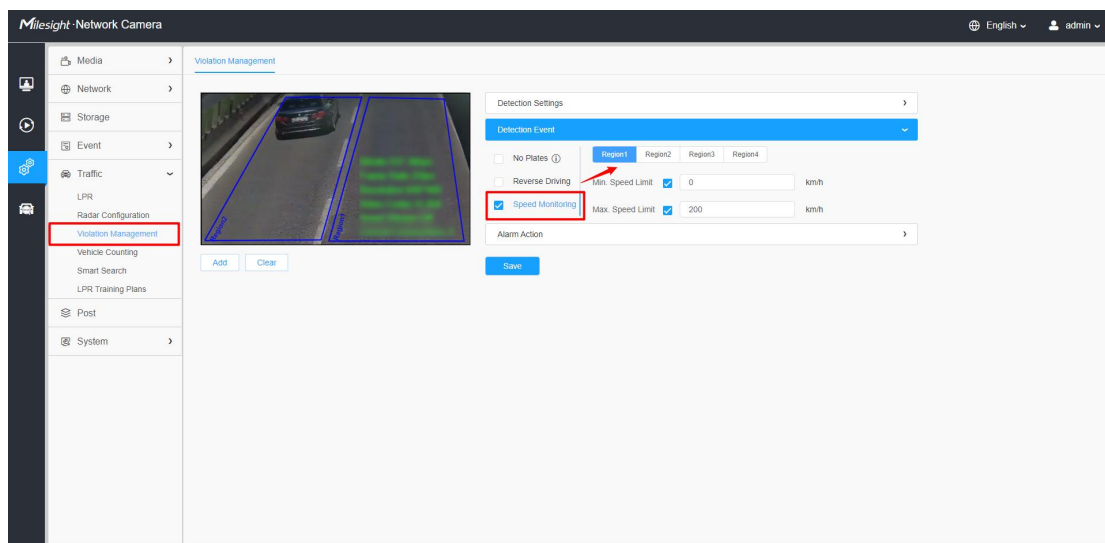 Milesight ·Network Camera
English
admin
Media
Network
Storage
Event
Traffic
LPR
Radar Configuration
Violation Management
Vehicle Counting
Smart Search
LPR Training Plans
Post
System
Violation Management
Region2
Region1
Add
Clear
Detection Settings
Detection Event
No Plates
Reverse Driving
Speed Monitoring
Region1 Region2 Region3 Region4
Min. Speed Limit 0 km/h
Max. Speed Limit 200 km/h
Alarm Action
Save